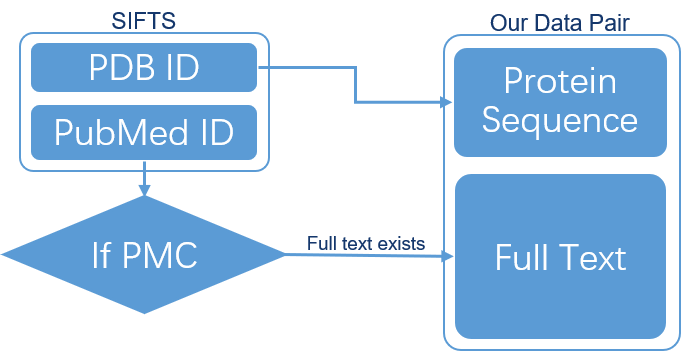 SIFTS
PDB ID
PubMed ID
If PMC
Full text exists
Our Data Pair
Protein
Sequence
Full Text